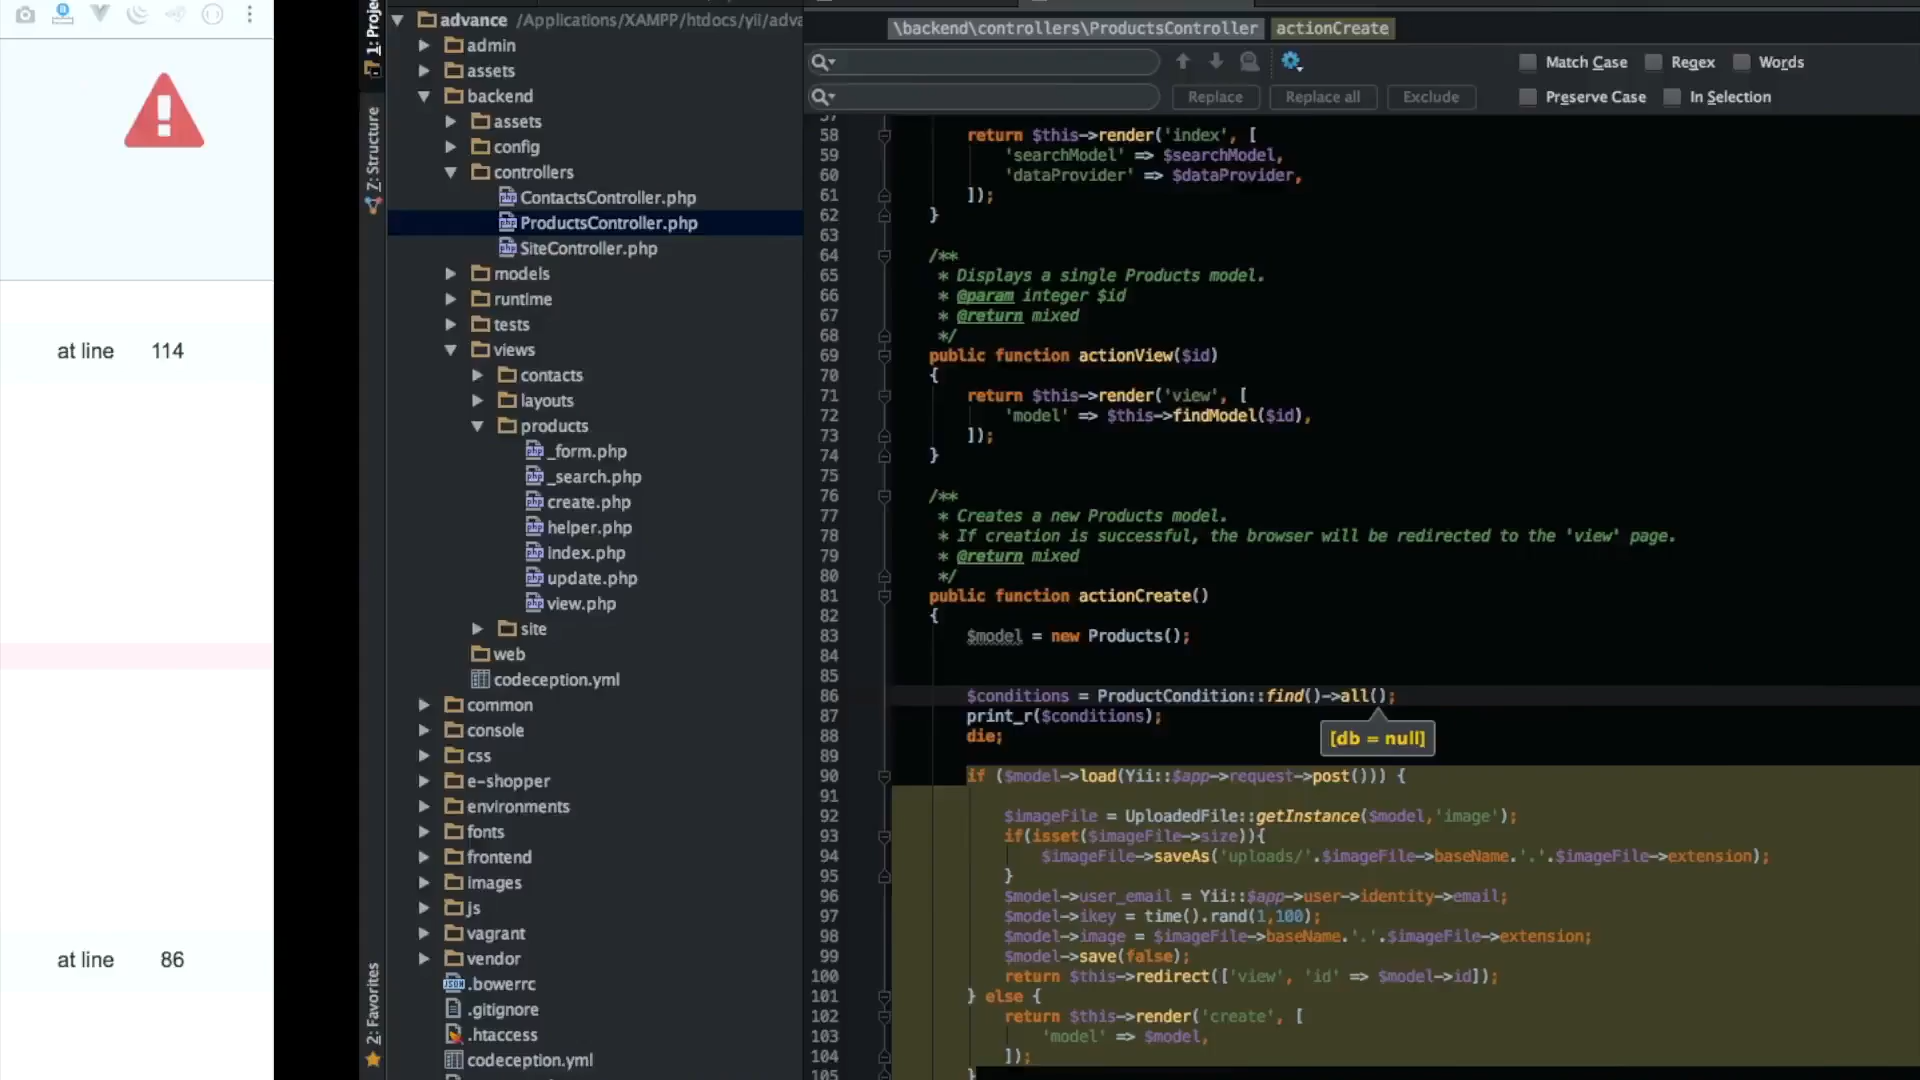 at line 114
at line 86
1: Projec
Z: Structure
2: Favorites
advance /Applications/XAMPP/htdocs/yii/adva
admin
assets
backend
assets
config
controllers
ContactsController.php
ProductsController.php
SiteController.php
models
runtime
tests
views
contacts
layouts
products
_form.php
_search.php
create.php
helper.php
index.php
update.php
view.php
site
web
codeception.yml
common
console
css
e-shopper
environments
fonts
frontend
images
js
vagrant
vendor
.bowerrc
.gitignore
.htaccess
codeception.yml
\backend\controllers\ProductsController actionCreate
Match Case Regex Words
Replace Replace all Exclude Preserve Case In Selection
57
58 return $this->render('index', [
59 'searchModel' => $searchModel,
60 'dataProvider' => $dataProvider,
61 ]);
62 }
63
64 /**
65 * Displays a single Products model.
66 * @param integer $id
67 * @return mixed
68 */
69 public function actionView($id)
70 {
71 return $this->render('view', [
72 'model' => $this->findModel($id),
73 ]);
74 }
75
76 /**
77 * Creates a new Products model.
78 * If creation is successful, the browser will be redirected to the 'view' page.
79 * @return mixed
80 */
81 public function actionCreate()
82 {
83 $model = new Products();
84
85
86 $conditions = ProductCondition::find()->all();
87 print_r($conditions);
88 die;
[db = null]
89
90 if ($model->load(Yii::$app->request->post())) {
91
92 $imageFile = UploadedFile::getInstance($model,'image');
93 if(isset($imageFile->size)){
94 $imageFile->saveAs('uploads/'.$imageFile->baseName.'.'.$imageFile->extension);
95 }
96 $model->user_email = Yii::$app->user->identity->email;
97 $model->ikey = time().rand(1,100);
98 $model->image = $imageFile->baseName.'.'.$imageFile->extension;
99 $model->save(false);
100 return $this->redirect(['view', 'id' => $model->id]);
101 } else {
102 return $this->render('create', [
103 'model' => $model,
104 ]);
105 }